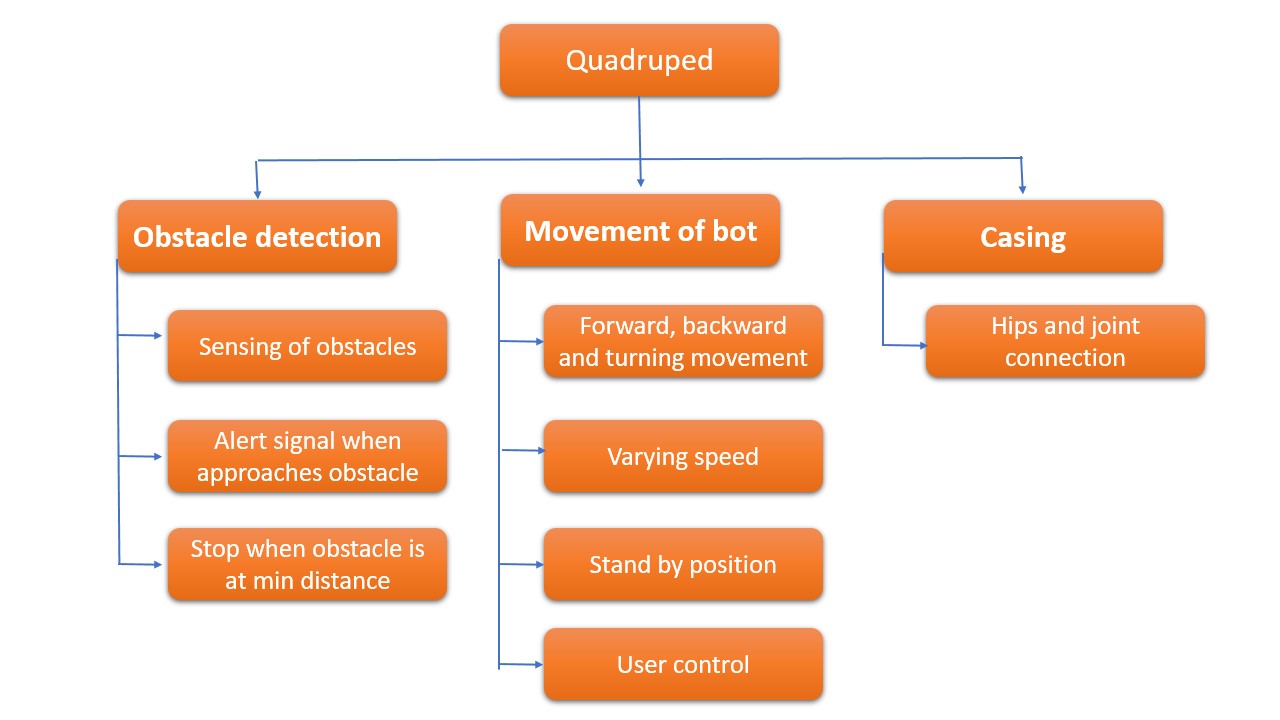 Quadruped
Obstacle detection
Movement of bot
Casing
Sensing of obstacles
Alert signal when
approaches obstacle
Stop when obstacle is
at min distance
Forward, backward
and turning movement
Varying speed
Stand by position
User control
Hips and joint
connection